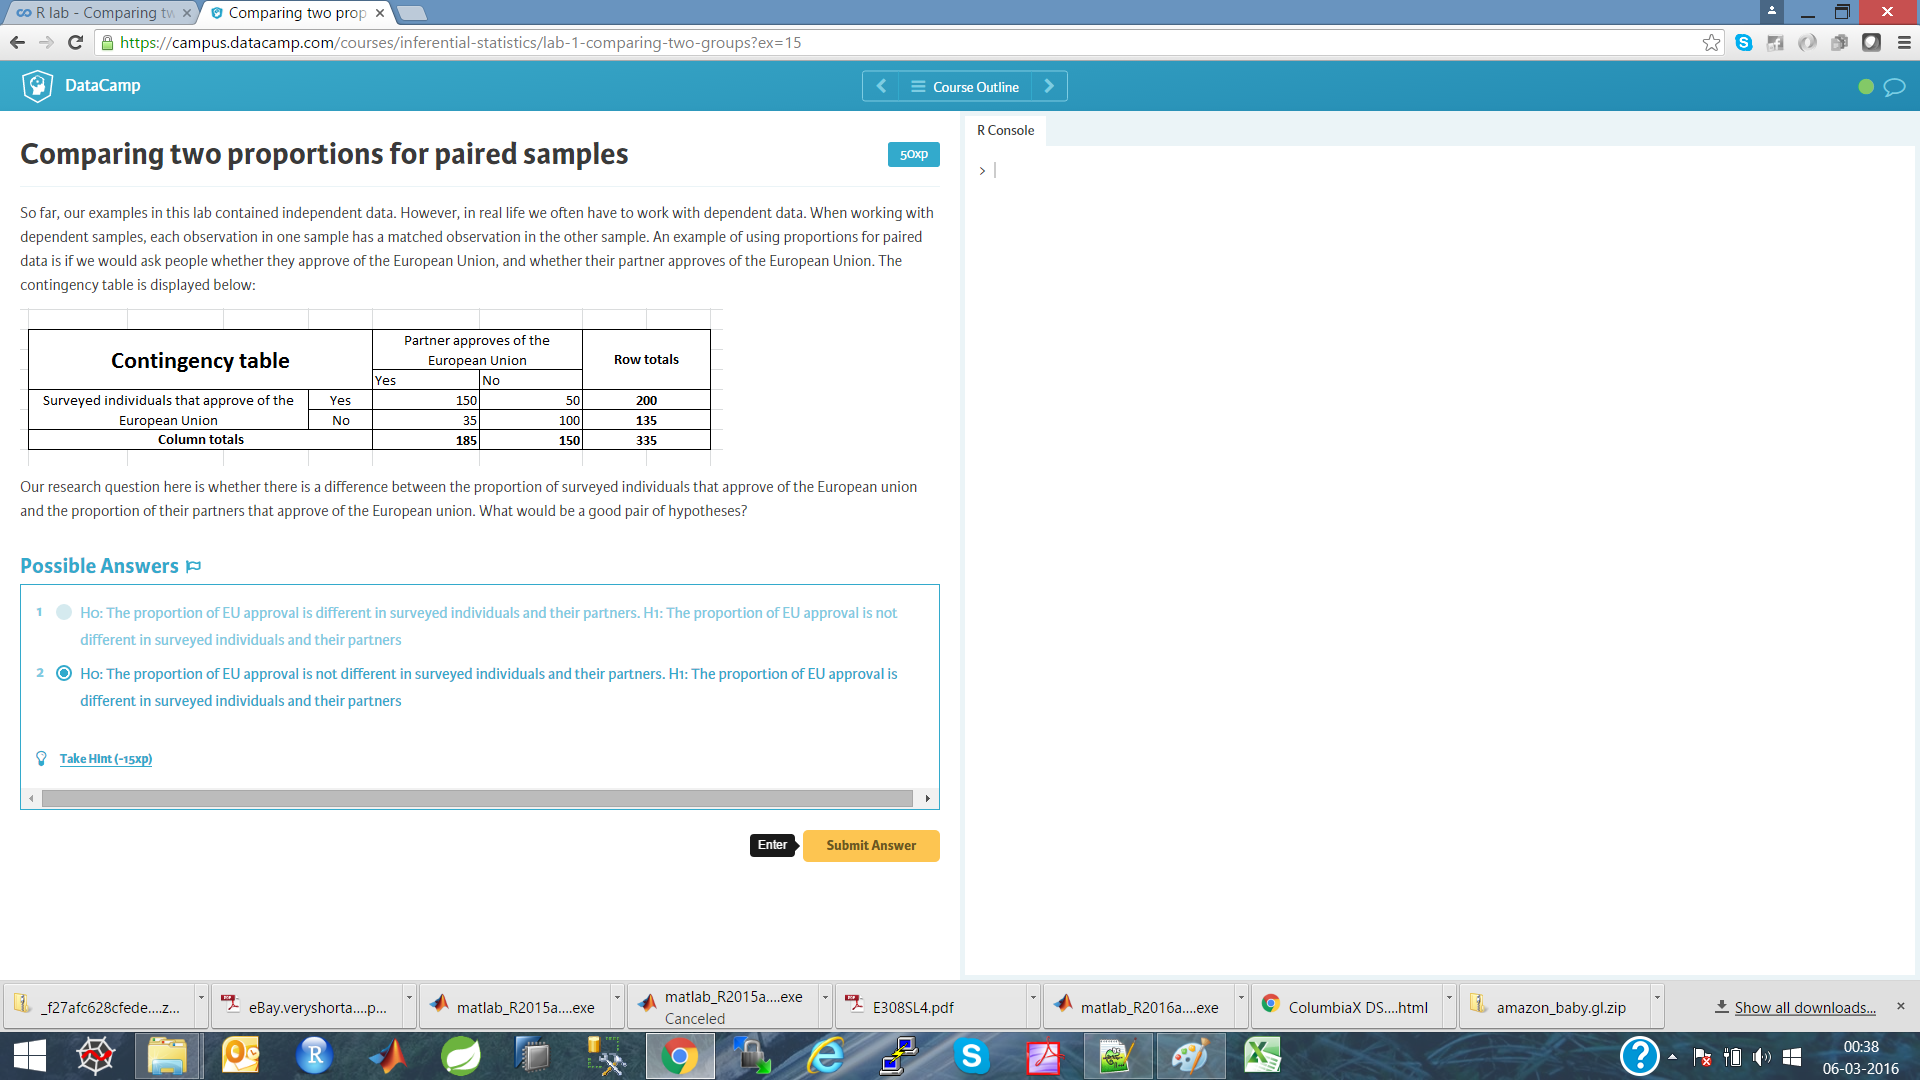 R lab - Comparing tw
Comparing two prop
https://campus.datacamp.com/courses/inferential-statistics/lab-1-comparing-two-groups?ex=15
DataCamp
Course Outline
Comparing two proportions for paired samples
50xp
R Console
>
So far, our examples in this lab contained independent data. However, in real life we often have to work with dependent data. When working with
dependent samples, each observation in one sample has a matched observation in the other sample. An example of using proportions for paired
data is if we would ask people whether they approve of the European Union, and whether their partner approves of the European Union. The
contingency table is displayed below:
Contingency table
Partner approves of the
European Union
Row totals
Yes No
Surveyed individuals that approve of the
European Union
Yes 150 50 200
No 35 100 135
Column totals 185 150 335
Our research question here is whether there is a difference between the proportion of surveyed individuals that approve of the European union
and the proportion of their partners that approve of the European union. What would be a good pair of hypotheses?
Possible Answers
1 H0: The proportion of EU approval is different in surveyed individuals and their partners. H1: The proportion of EU approval is not
different in surveyed individuals and their partners
2 H0: The proportion of EU approval is not different in surveyed individuals and their partners. H1: The proportion of EU approval is
different in surveyed individuals and their partners
Take Hint (-15xp)
Enter
Submit Answer
_f27afc628cfede....z...
eBay.veryshorta....p...
matlab_R2015a....exe
matlab_R2015a....exe
Canceled
E308SL4.pdf
matlab_R2016a....exe
ColumbiaX DS....html
amazon_baby.gl.zip
Show all downloads...
00:38
06-03-2016